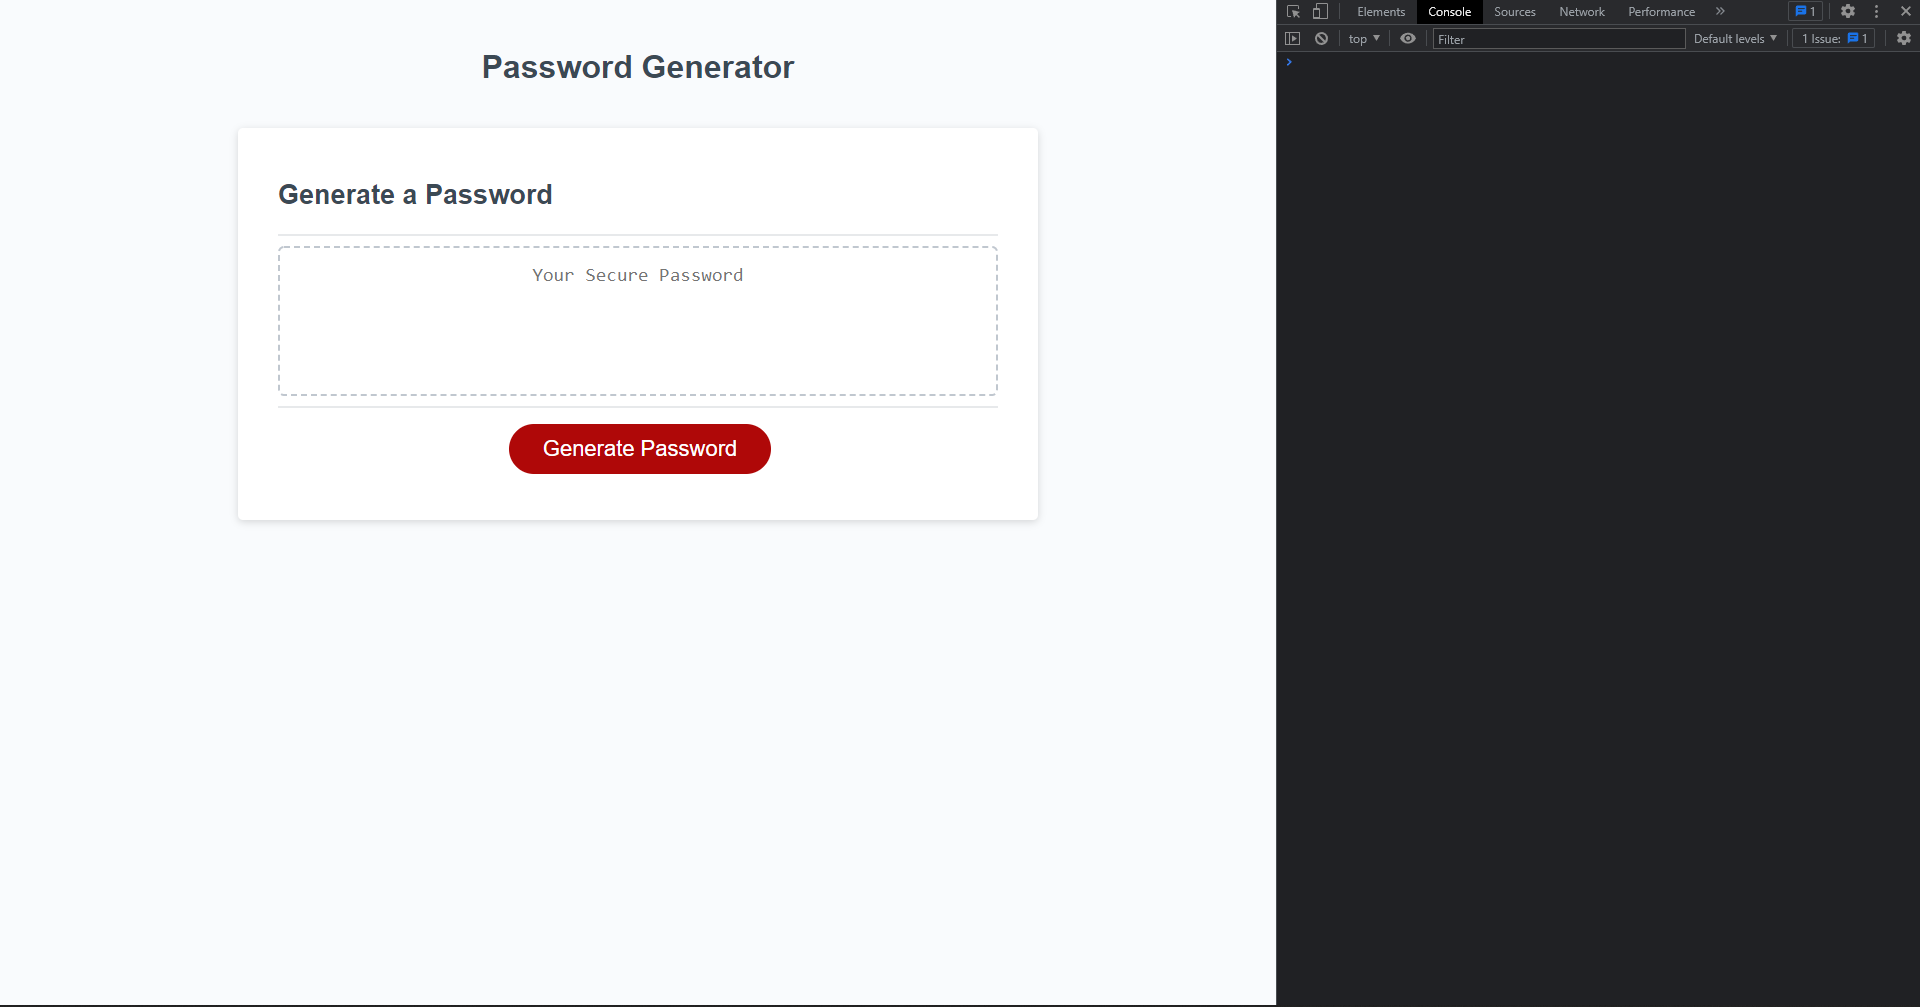 Password Generator
Generate a Password
Your Secure Password
Generate Password
Elements Console Sources Network Performance » 1
top Filter Default levels 1 Issue: 1